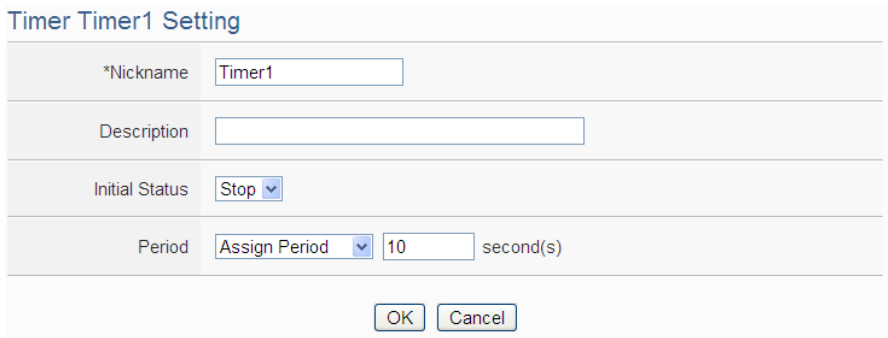 Timer Timer1 Setting
*Nickname Timer1
Description
Initial Status Stop
Period Assign Period 10 second(s)
OK Cancel